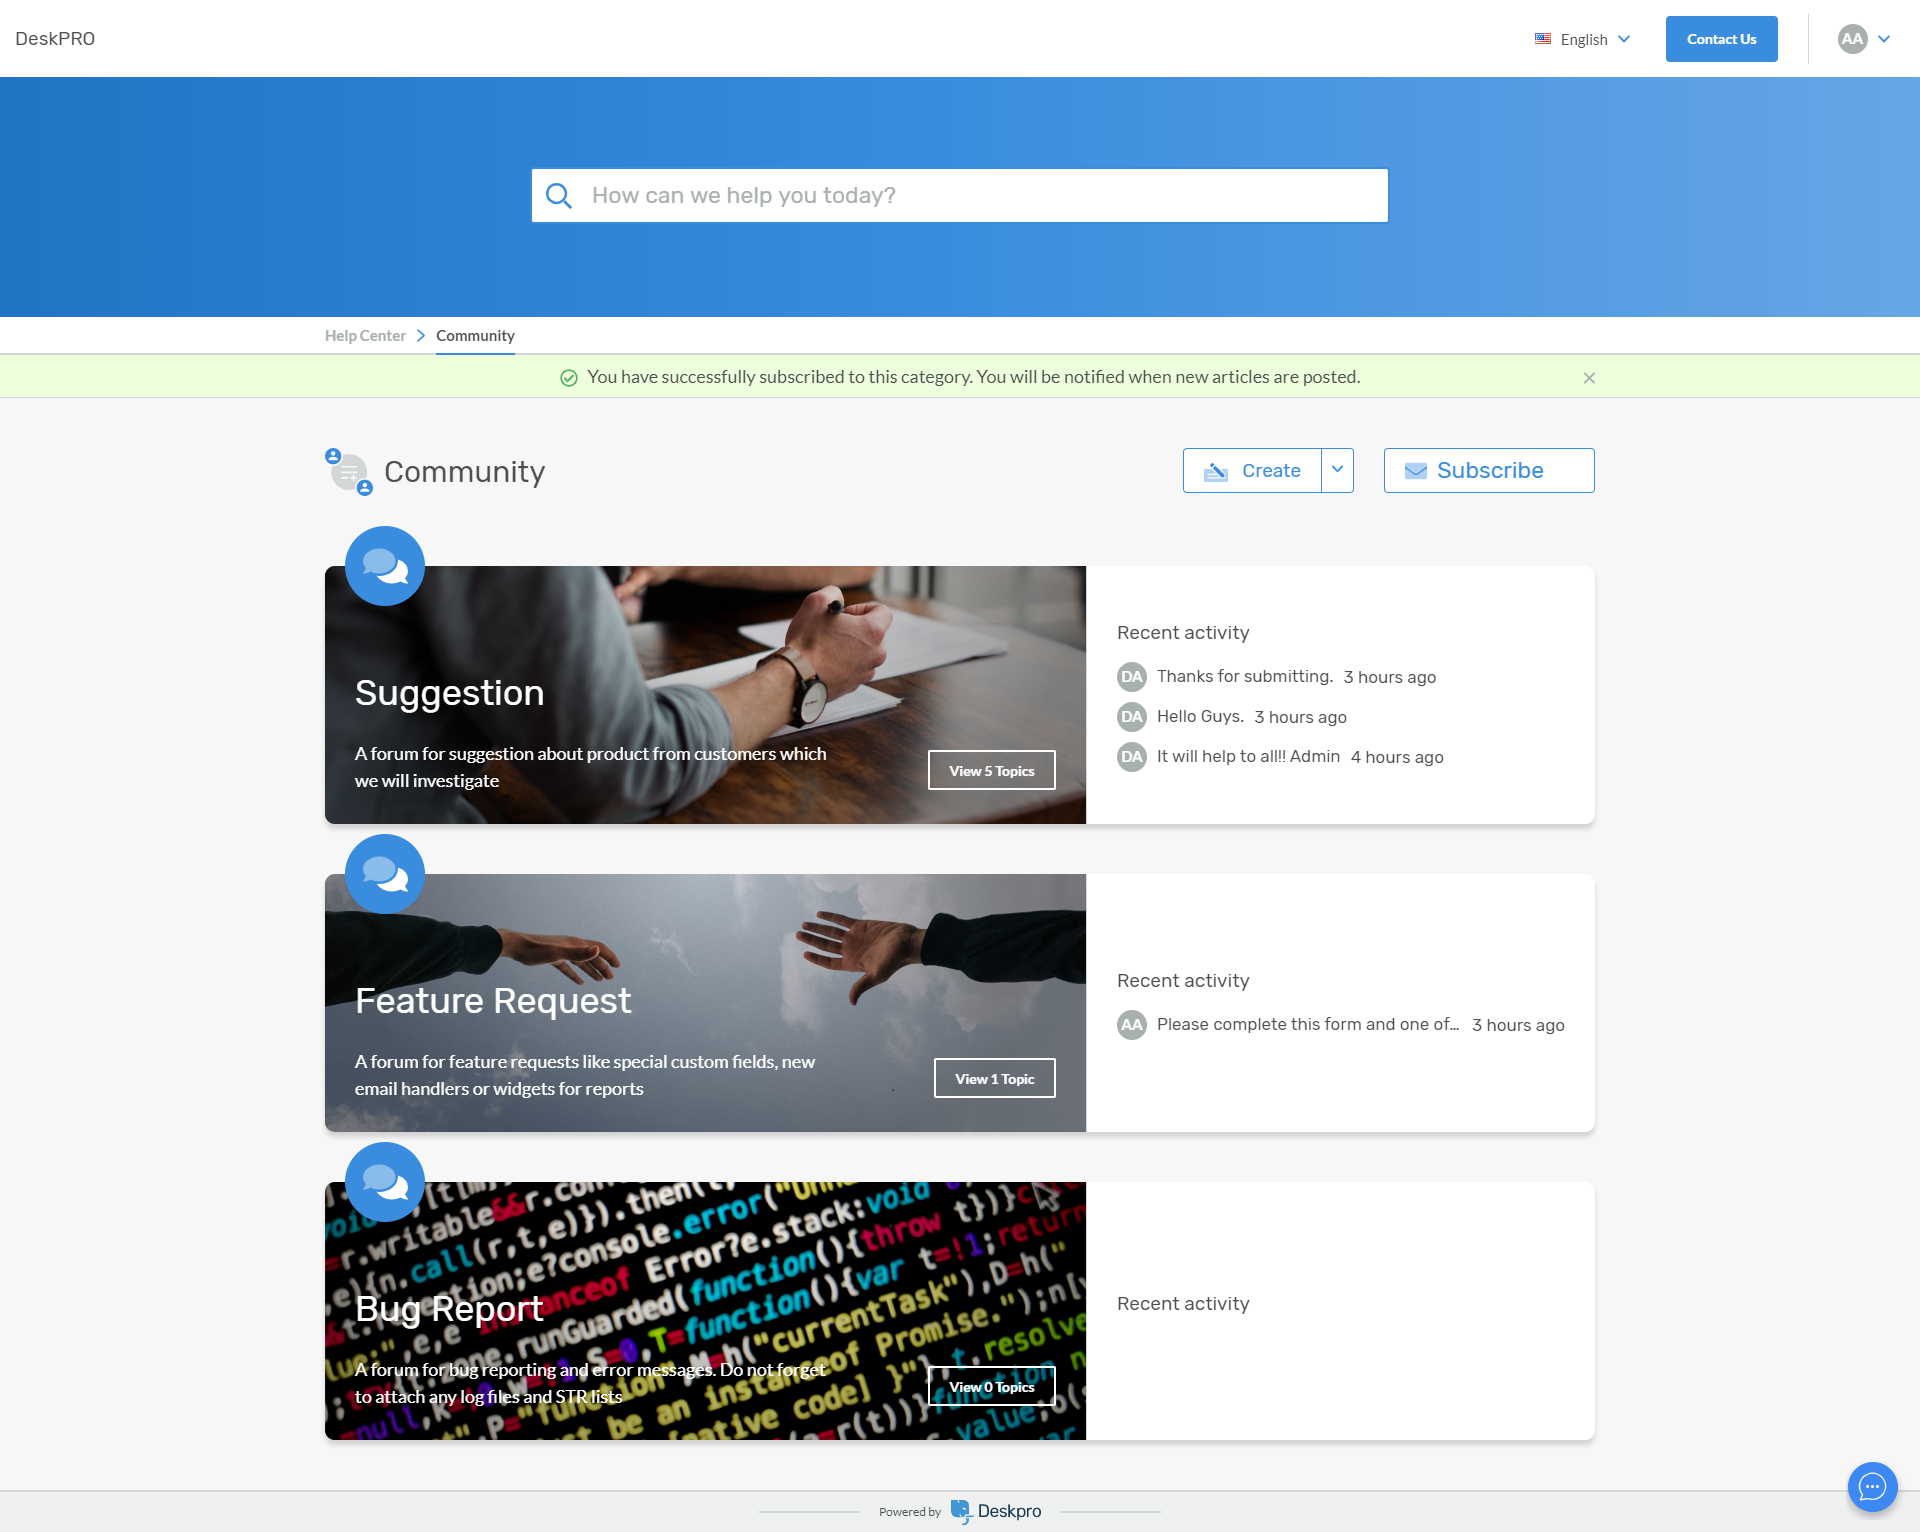 DeskPRO
English
Contact Us
AA
How can we help you today?
Help Center
Community
You have successfully subscribed to this category. You will be notified when new articles are posted.
Community
Create
Subscribe
Suggestion
A forum for suggestion about product from customers which
we will investigate
View 5 Topics
Recent activity
DA Thanks for submitting. 3 hours ago
DA Hello Guys. 3 hours ago
DA It will help to all!! Admin 4 hours ago
Feature Request
A forum for feature requests like special custom fields, new
email handlers or widgets for reports
View 1 Topic
Recent activity
AA Please complete this form and one of... 3 hours ago
Bug Report
A forum for bug reporting and error messages. Do not forget
to attach any log files and STR lists
View 0 Topics
Recent activity
Powered by Deskpro